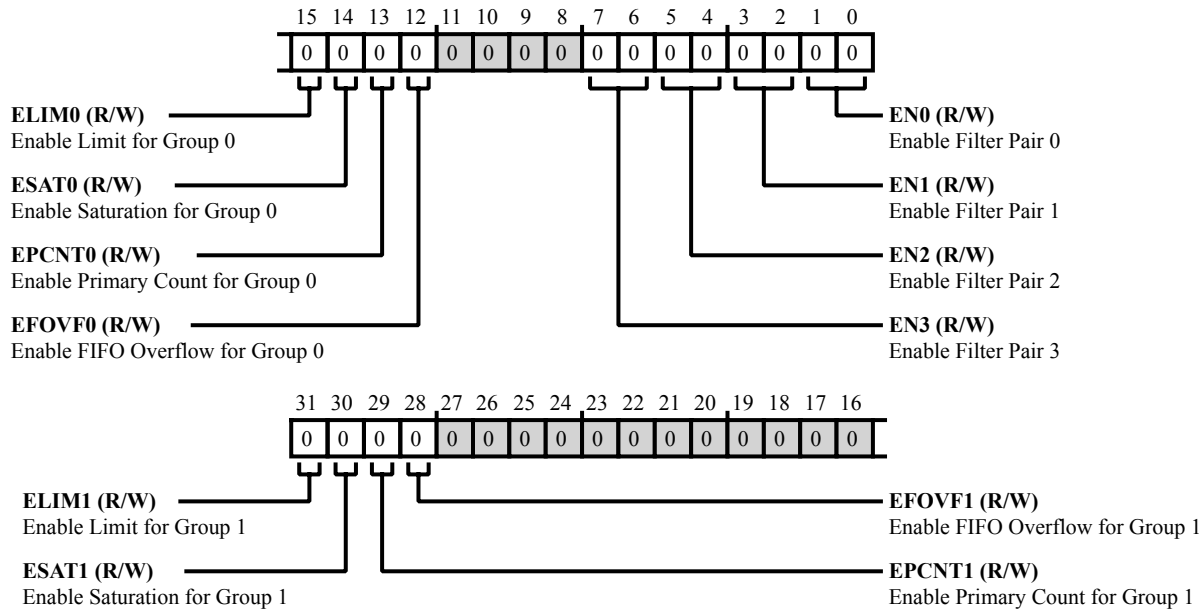 15 14 13 12 11 10 9 8 7 6 5 4 3 2 1 0
0 0 0 0 0 0 0 0 0 0 0 0 0 0 0 0
ELIM0 (R/W)
Enable Limit for Group 0
ESAT0 (R/W)
Enable Saturation for Group 0
EPCNT0 (R/W)
Enable Primary Count for Group 0
EFOVF0 (R/W)
Enable FIFO Overflow for Group 0
EN0 (R/W)
Enable Filter Pair 0
EN1 (R/W)
Enable Filter Pair 1
EN2 (R/W)
Enable Filter Pair 2
EN3 (R/W)
Enable Filter Pair 3
31 30 29 28 27 26 25 24 23 22 21 20 19 18 17 16
0 0 0 0 0 0 0 0 0 0 0 0 0 0 0 0
ELIM1 (R/W)
Enable Limit for Group 1
ESAT1 (R/W)
Enable Saturation for Group 1
EFOVF1 (R/W)
Enable FIFO Overflow for Group 1
EPCNT1 (R/W)
Enable Primary Count for Group 1